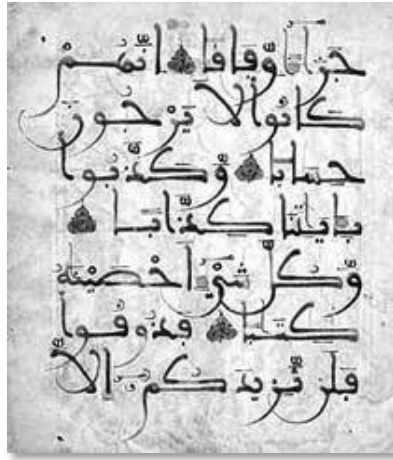 جزا وفاقا انهم
كانوا لا يرجون
حسابا وكذبوا
بايتنا كذابا
وكل شي احصينه
كتبا فذوقوا
فلن نزيدكم الا